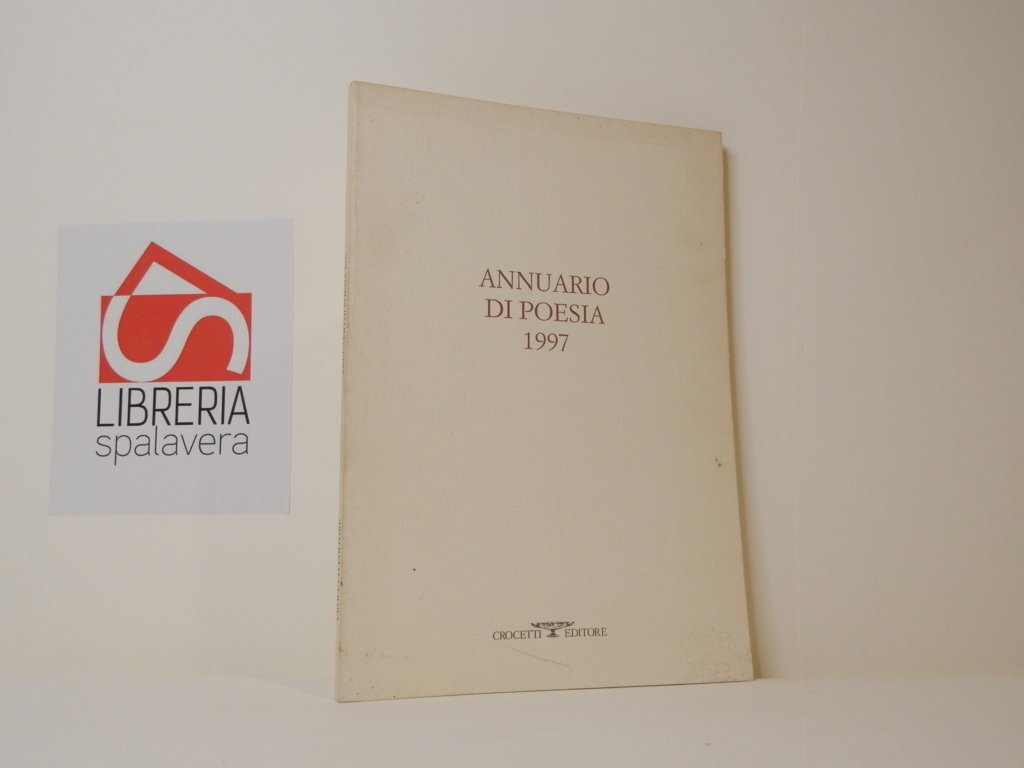 LIBRERIA
spalavera
ANNUARIO
DI POESIA
1997
CROCETTI EDITORE